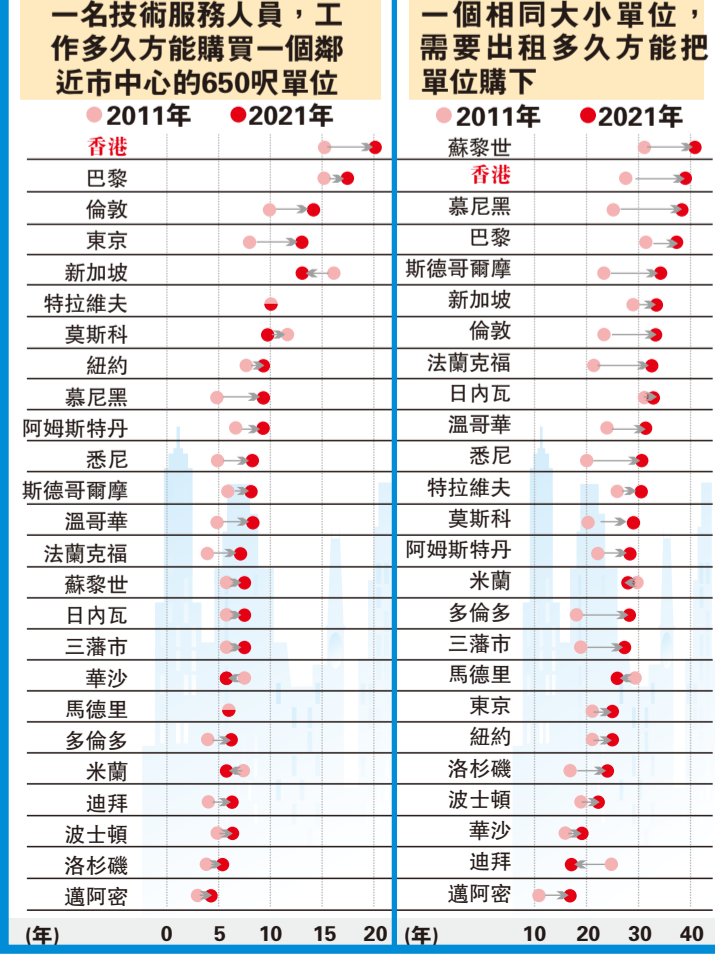 一名技術服務人員，工
作多久方能購買一個鄰
近市中心的650呎單位
2011年 2021年
香港
巴黎
倫敦
東京
新加坡
特拉維夫
莫斯科
紐約
慕尼黑
阿姆斯特丹
悉尼
斯德哥爾摩
溫哥華
法蘭克福
蘇黎世
日內瓦
三藩市
華沙
馬德里
多倫多
米蘭
迪拜
波士頓
洛杉磯
邁阿密
(年) 0 5 10 15 20
一個相同大小單位，
需要出租多久方能把
單位購下
2011年 2021年
蘇黎世
香港
慕尼黑
巴黎
斯德哥爾摩
新加坡
倫敦
法蘭克福
日內瓦
溫哥華
悉尼
特拉維夫
莫斯科
阿姆斯特丹
米蘭
多倫多
三藩市
馬德里
東京
紐約
洛杉磯
波士頓
華沙
迪拜
邁阿密
(年) 10 20 30 40